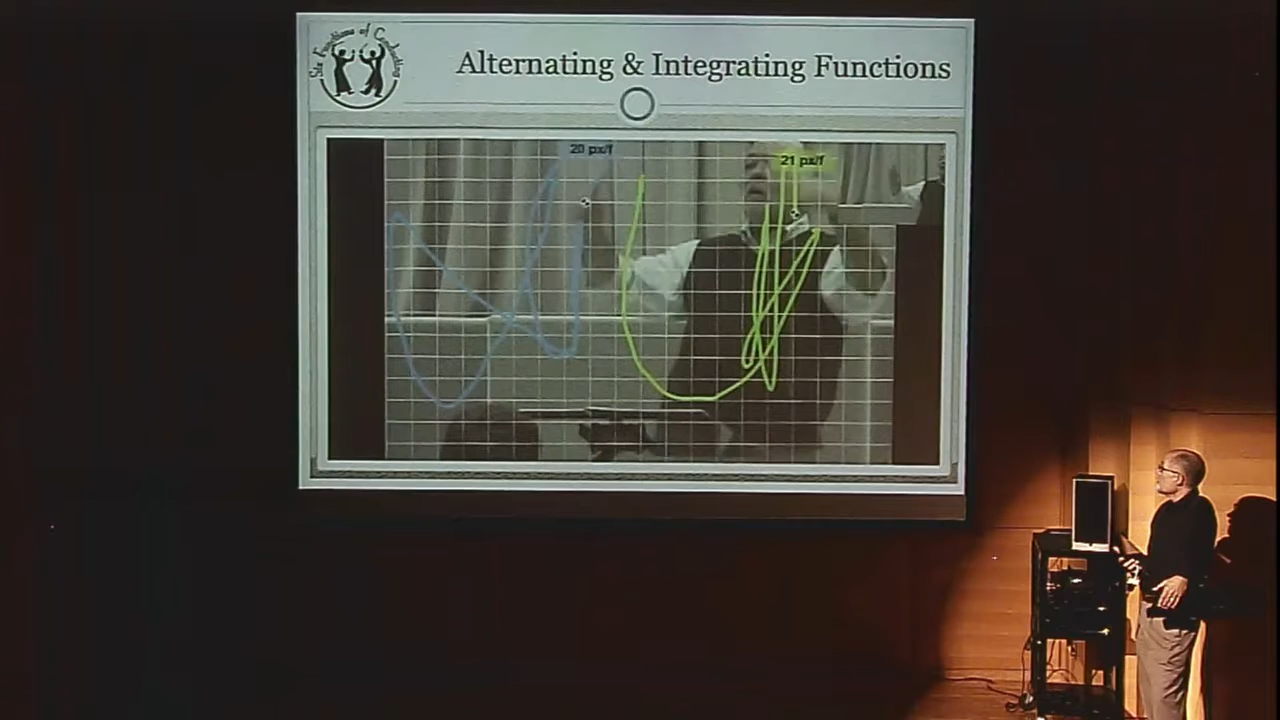 Six Functions of Conducting
Alternating & Integrating Functions
20 px/f
21 px/f